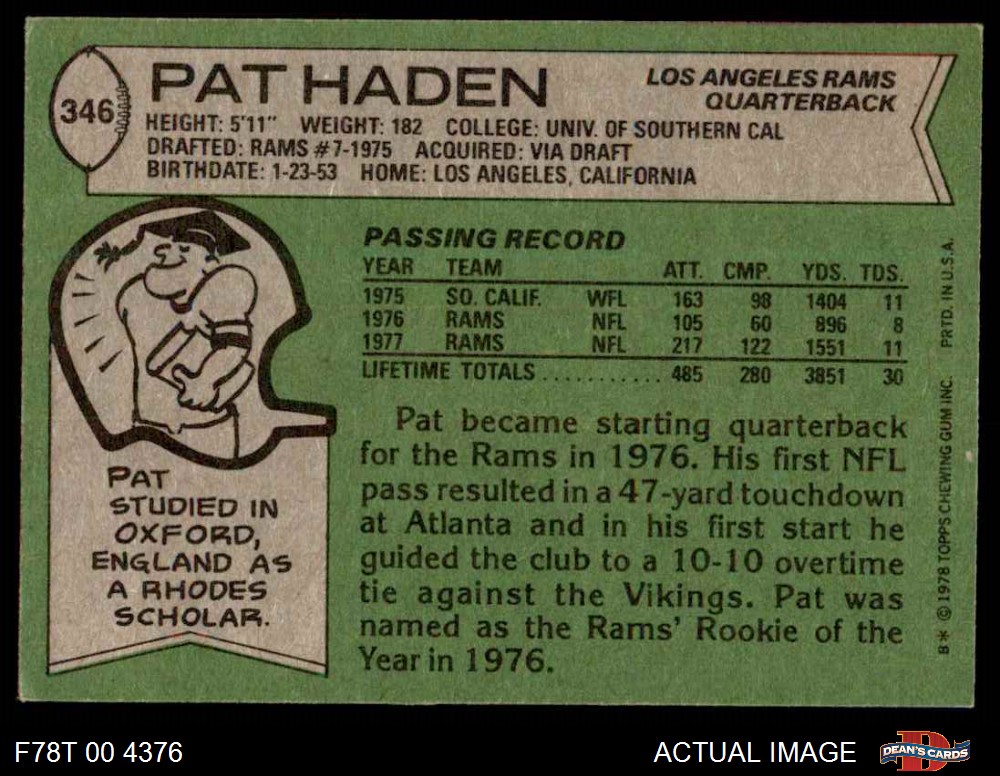 346
PAT HADEN
LOS ANGELES RAMS
QUARTERBACK
HEIGHT: 5'11" WEIGHT: 182 COLLEGE: UNIV. OF SOUTHERN CAL
DRAFTED: RAMS #7-1975 ACQUIRED: VIA DRAFT
BIRTHDATE: 1-23-53 HOME: LOS ANGELES, CALIFORNIA
PASSING RECORD
YEAR TEAM ATT. CMP. YDS. TDS.
1975 SO. CALIF. WFL 163 98 1404 11
1976 RAMS NFL 105 60 896 8
1977 RAMS NFL 217 122 1551 11
LIFETIME TOTALS........... 485 280 3851 30
PAT
STUDIED IN
OXFORD,
ENGLAND AS
A RHODES
SCHOLAR.
Pat became starting quarterback
for the Rams in 1976. His first NFL
pass resulted in a 47-yard touchdown
at Atlanta and in his first start he
guided the club to a 10-10 overtime
tie against the Vikings. Pat was
named as the Rams' Rookie of the
Year in 1976.
B* © 1978 TOPPS CHEWING GUM INC. PRTD. IN U.S.A.
F78T 00 4376
ACTUAL IMAGE
D
DEAN'S CARDS